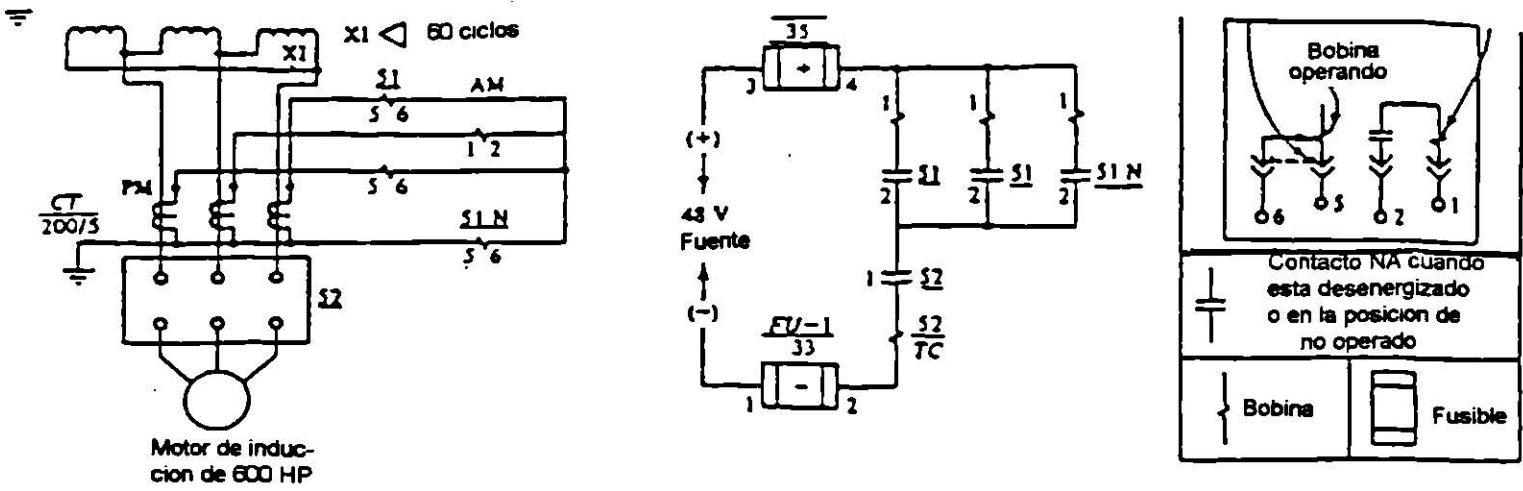 X1
X1
60 ciclos
S1
5 6
AM
1 2
5 6
PM
CT
200/5
S1 N
5 6
S2
Motor de induc-
cion de 600 HP
35
3
+
4
(+)
48 V
Fuente
(-)
1
1
1
S1
S1
S1 N
2
2
2
1
S2
S2
TC
FU-1
33
1
-
2
Bobina
operando
6
5
2
1
Contacto NA cuando
esta desenergizado
o en la posicion de
no operado
Bobina
Fusible